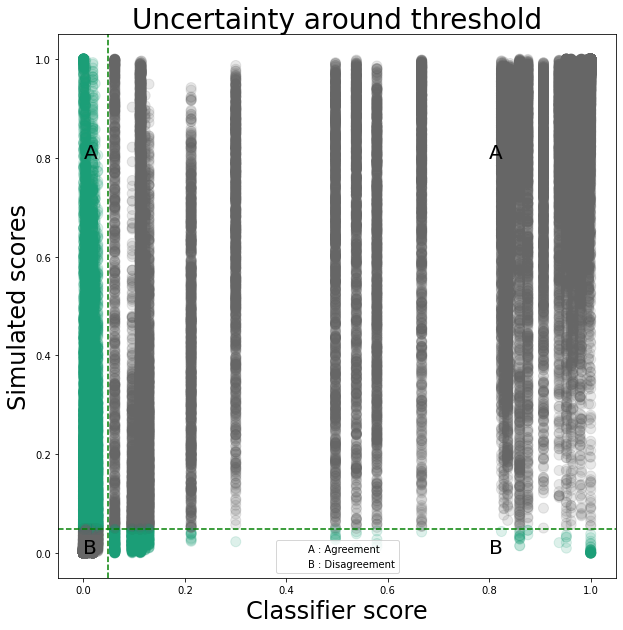 Uncertainty around threshold
Simulated scores
1.0
0.8
0.6
0.4
0.2
0.0
A
A
B
B
A : Agreement
B : Disagreement
0.0
0.2
0.4
0.6
0.8
1.0
Classifier score